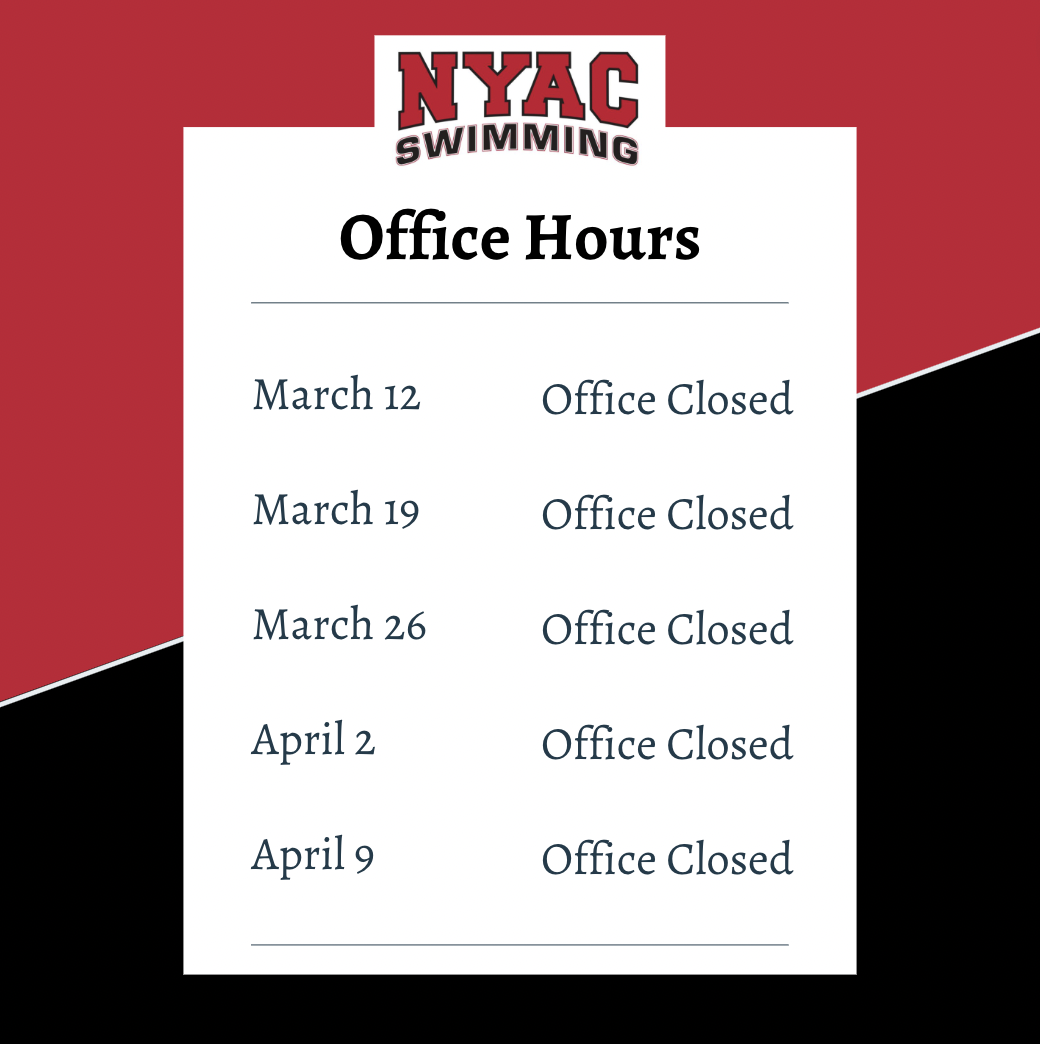 NYAC
SWIMMING
Office Hours
March 12 Office Closed
March 19 Office Closed
March 26 Office Closed
April 2 Office Closed
April 9 Office Closed